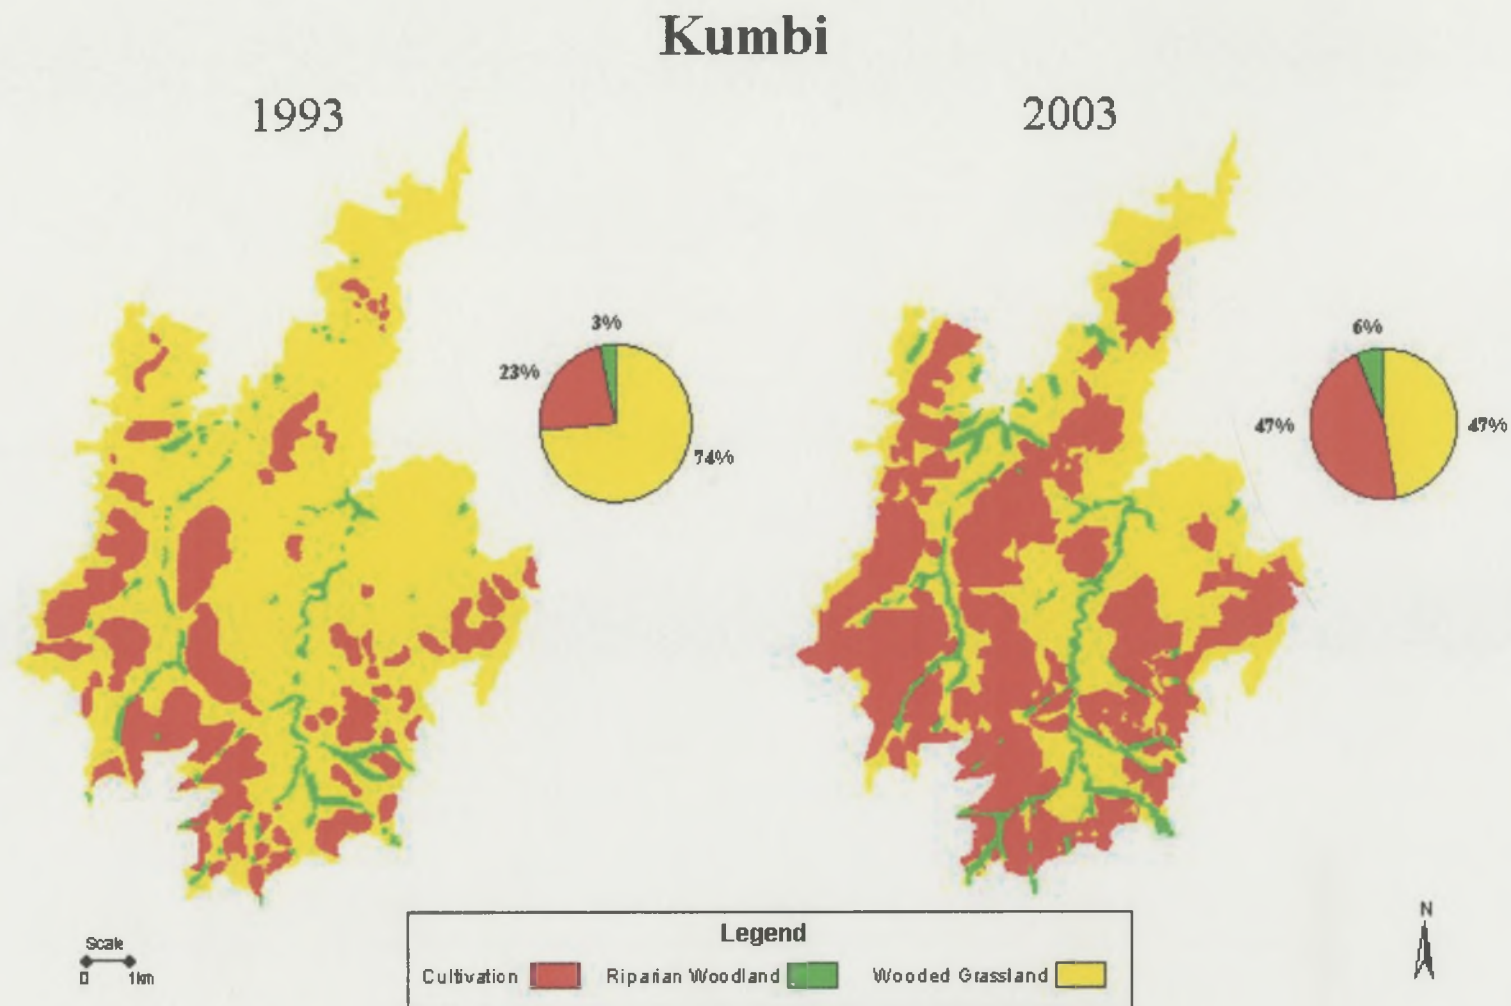 Kumbi
1993
2003
3%
23%
74%
6%
47%
47%
Legend
Cultivation
Riparian Woodland
Wooded Grassland
Scale
0
1km
N